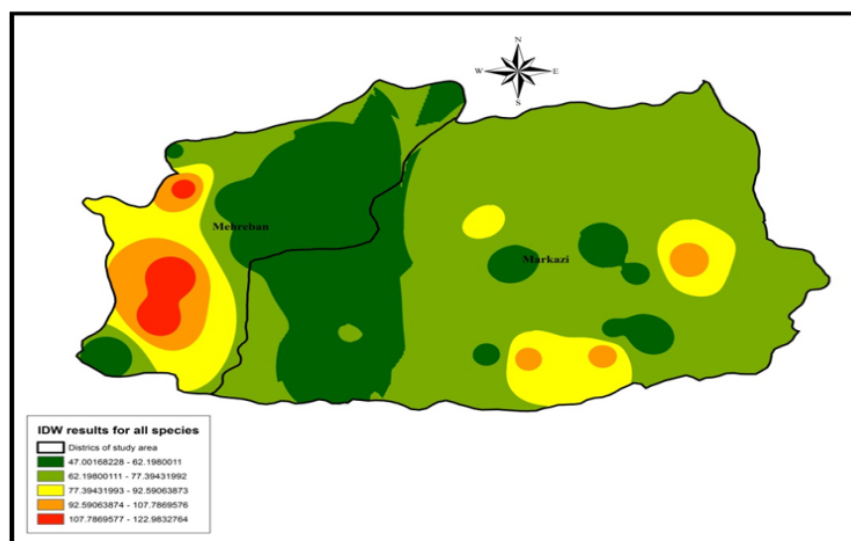 N
W E
S
Mehreban
Markazi
IDW results for all species
Districs of study area
47.00168228 - 62.1980011
62.19800111 - 77.39431992
77.39431993 - 92.59063873
92.59063874 - 107.7869576
107.7869577 - 122.9832764